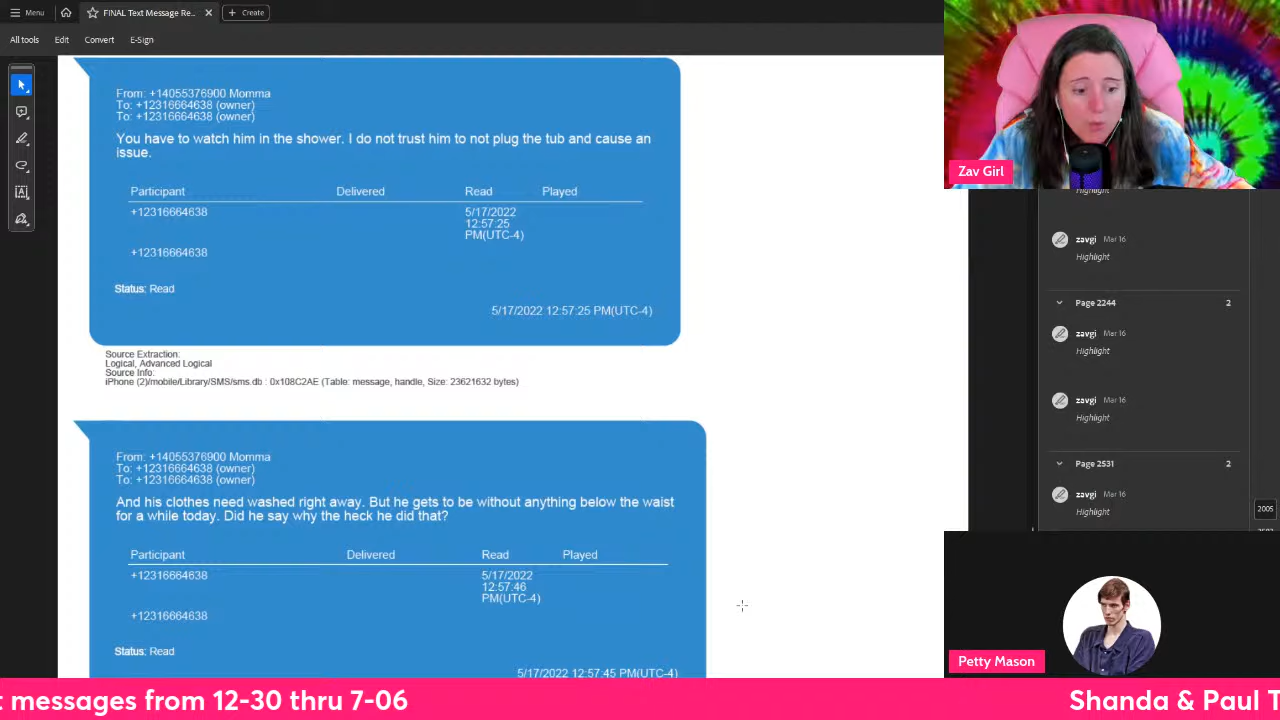 Menu
FINAL Text Message Re...
Create
All tools
Edit
Convert
E-Sign
From: +14055376900 Momma
To: +12316664638 (owner)
To: +12316664638 (owner)
You have to watch him in the shower. I do not trust him to not plug the tub and cause an
issue.
Participant Delivered Read Played
+12316664638 5/17/2022
12:57:25
PM(UTC-4)
+12316664638
Status: Read
5/17/2022 12:57:25 PM(UTC-4)
Source Extraction:
Logical, Advanced Logical
Source Info:
iPhone (2)/mobile/Library/SMS/sms.db : 0x108C2AE (Table: message, handle, Size: 23621632 bytes)
From: +14055376900 Momma
To: +12316664638 (owner)
To: +12316664638 (owner)
And his clothes need washed right away. But he gets to be without anything below the waist
for a while today. Did he say why the heck he did that?
Participant Delivered Read Played
+12316664638 5/17/2022
12:57:46
PM(UTC-4)
+12316664638
Status: Read
5/17/2022 12:57:45 PM(UTC-4)
Zav Girl
Highlight
zavgi Mar 16
Highlight
Page 2244 2
zavgi Mar 16
Highlight
zavgi Mar 16
Highlight
Page 2531 2
zavgi Mar 16
Highlight
2005
Petty Mason
t messages from 12-30 thru 7-06
Shanda & Paul T